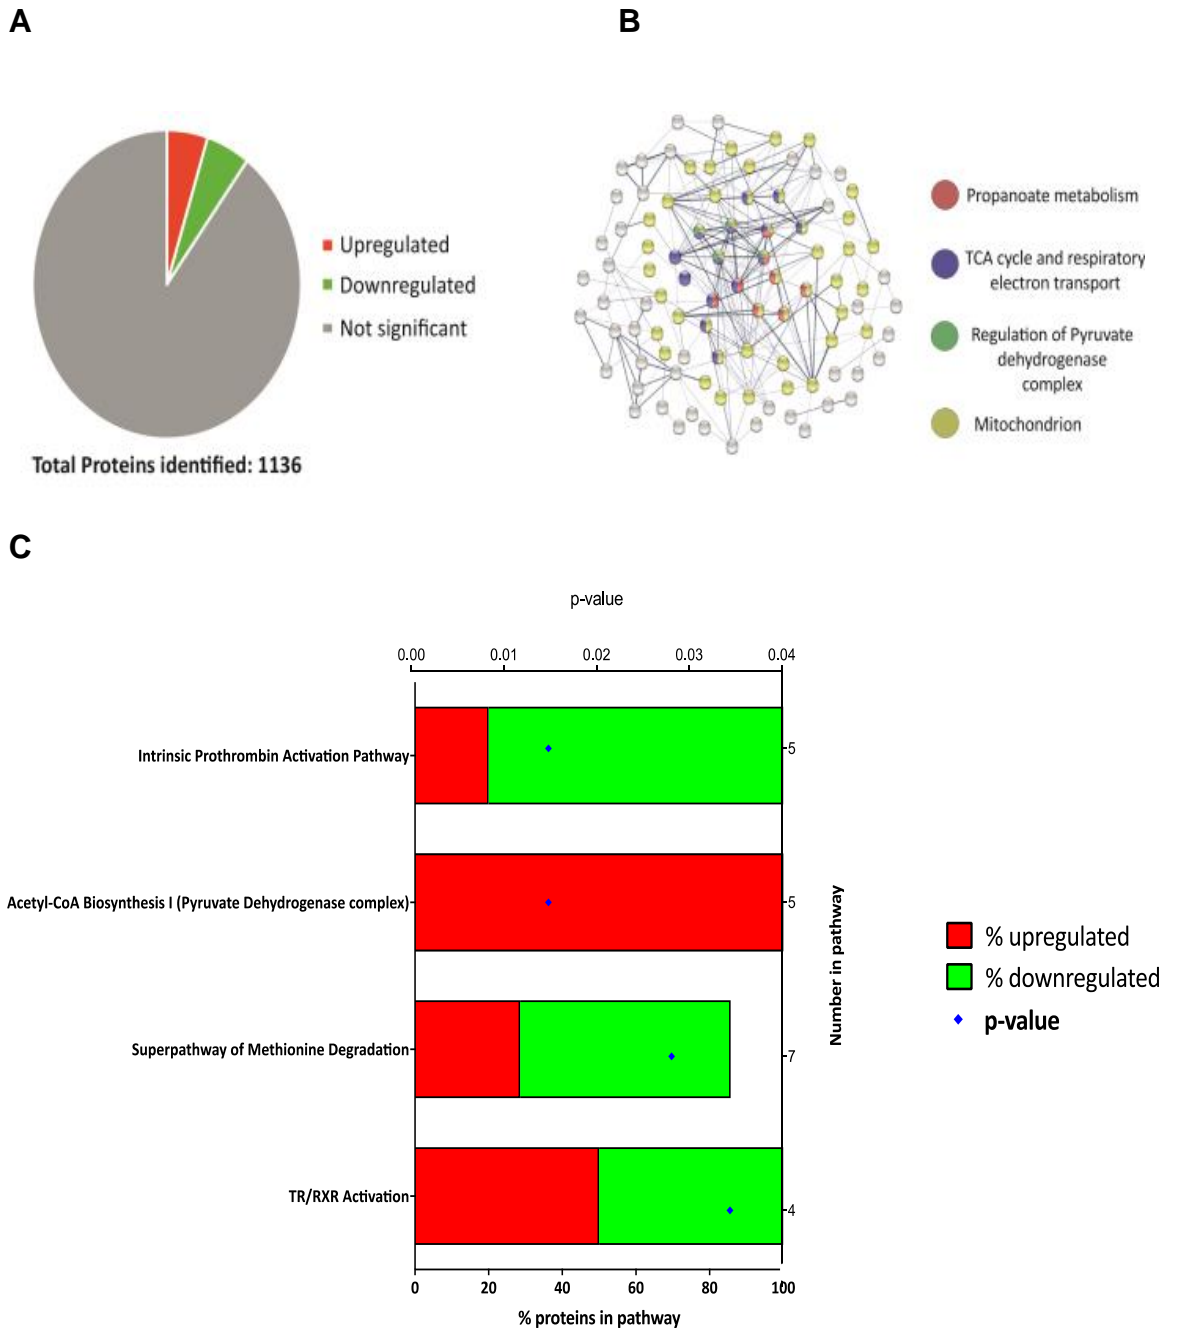 A
B
Upregulated
Downregulated
Not significant
Total Proteins identified: 1136
Propanoate metabolism
TCA cycle and respiratory
electron transport
Regulation of Pyruvate
dehydrogenase
complex
Mitochondrion
C
p-value
0.00 0.01 0.02 0.03 0.04
Intrinsic Prothrombin Activation Pathway
5
Acetyl-CoA Biosynthesis I (Pyruvate Dehydrogenase complex)
5
Superpathway of Methionine Degradation
7
TR/RXR Activation
4
Number in pathway
0 20 40 60 80 100
% proteins in pathway
% upregulated
% downregulated
p-value